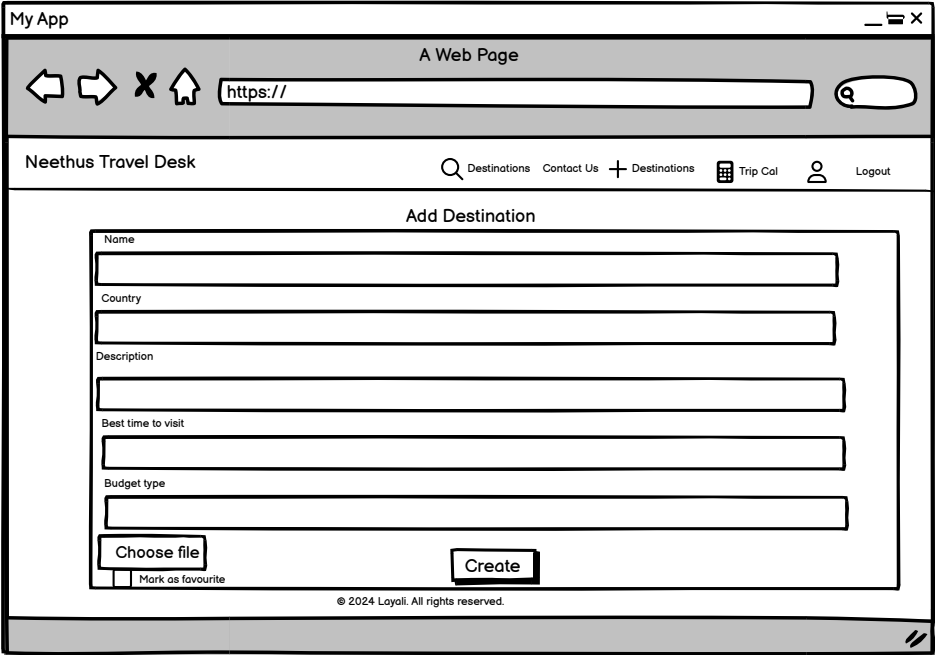 My App
A Web Page
https://
Neethus Travel Desk
Destinations Contact Us Destinations Trip Cal Logout
Add Destination
Name
Country
Description
Best time to visit
Budget type
Choose file
Create
Mark as favourite
© 2024 Layali. All rights reserved.